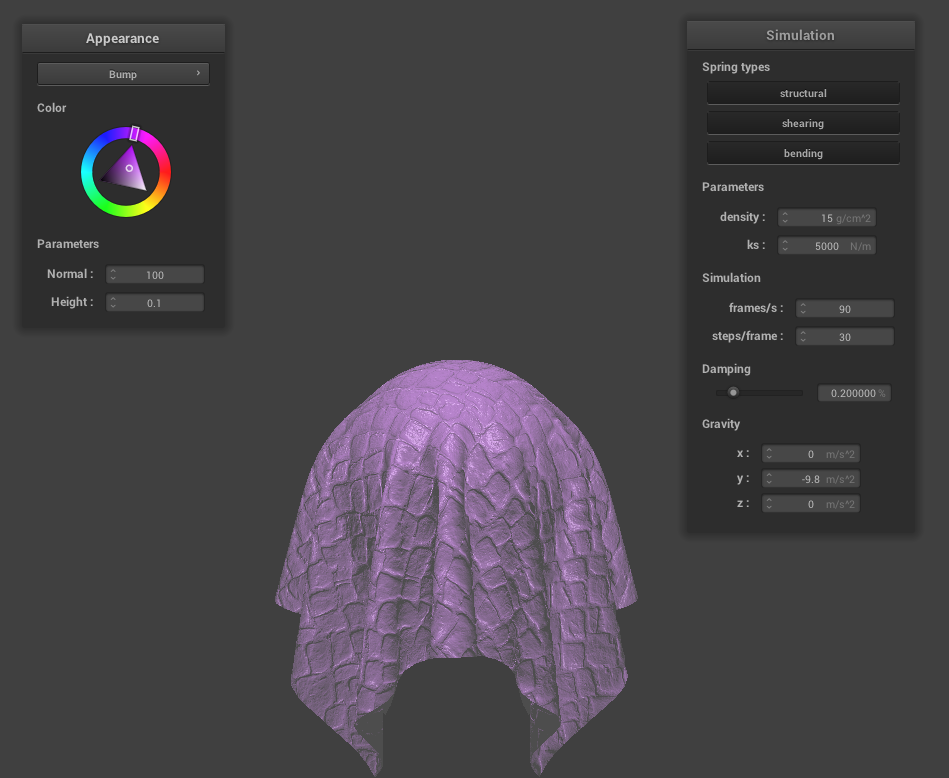 Appearance
Bump
Color
Parameters
Normal : 100
Height : 0.1
Simulation
Spring types
structural
shearing
bending
Parameters
density : 15 g/cm^2
ks : 5000 N/m
Simulation
frames/s : 90
steps/frame : 30
Damping
0.200000 %
Gravity
x : 0 m/s^2
y : -9.8 m/s^2
z : 0 m/s^2